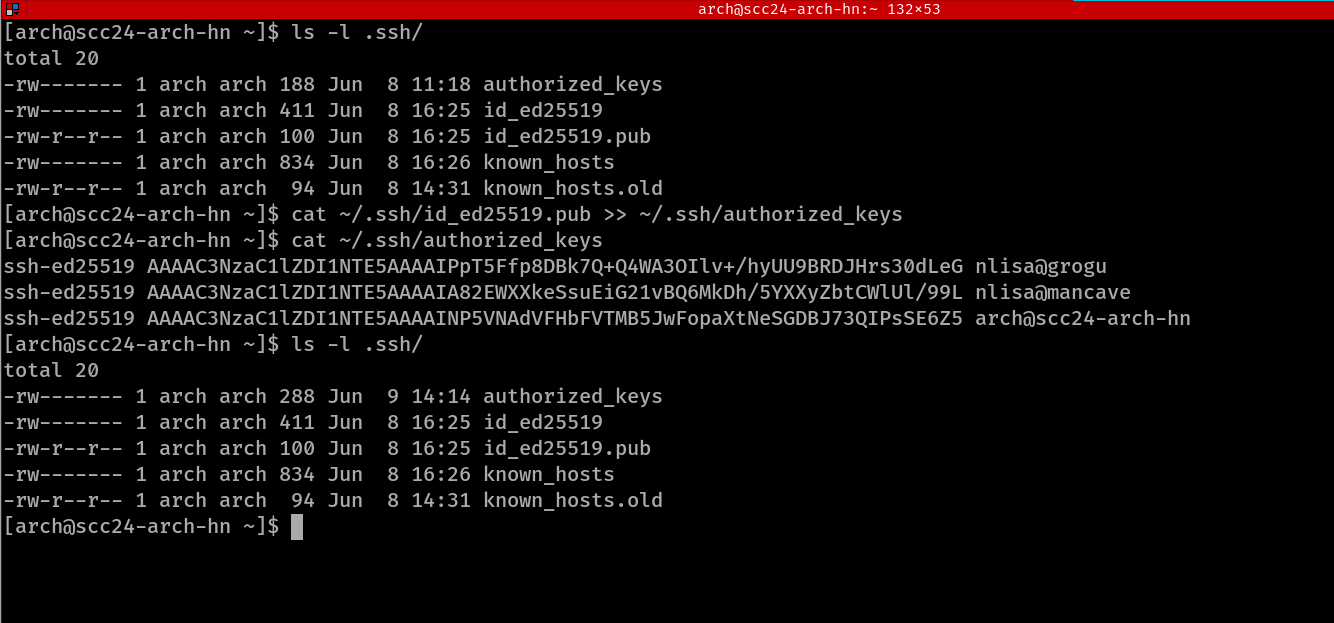 arch@scc24-arch-hn:~ 132×53
[arch@scc24-arch-hn ~]$ ls -l .ssh/
total 20
-rw------- 1 arch arch 188 Jun  8 11:18 authorized_keys
-rw------- 1 arch arch 411 Jun  8 16:25 id_ed25519
-rw-r--r-- 1 arch arch 100 Jun  8 16:25 id_ed25519.pub
-rw------- 1 arch arch 834 Jun  8 16:26 known_hosts
-rw-r--r-- 1 arch arch  94 Jun  8 14:31 known_hosts.old
[arch@scc24-arch-hn ~]$ cat ~/.ssh/id_ed25519.pub >> ~/.ssh/authorized_keys
[arch@scc24-arch-hn ~]$ cat ~/.ssh/authorized_keys
ssh-ed25519 AAAAC3NzaC1lZDI1NTE5AAAAIPpT5Ffp8DBk7Q+Q4WA3OIlv+/hyUU9BRDJHrs30dLeG nlisa@grogu
ssh-ed25519 AAAAC3NzaC1lZDI1NTE5AAAAIA82EWXXkeSsuEiG21vBQ6MkDh/5YXXyZbtCWlUl/99L nlisa@mancave
ssh-ed25519 AAAAC3NzaC1lZDI1NTE5AAAAINP5VNAdVFHbFVTMB5JwFopaXtNeSGDBJ73QIPsSE6Z5 arch@scc24-arch-hn
[arch@scc24-arch-hn ~]$ ls -l .ssh/
total 20
-rw------- 1 arch arch 288 Jun  9 14:14 authorized_keys
-rw------- 1 arch arch 411 Jun  8 16:25 id_ed25519
-rw-r--r-- 1 arch arch 100 Jun  8 16:25 id_ed25519.pub
-rw------- 1 arch arch 834 Jun  8 16:26 known_hosts
-rw-r--r-- 1 arch arch  94 Jun  8 14:31 known_hosts.old
[arch@scc24-arch-hn ~]$